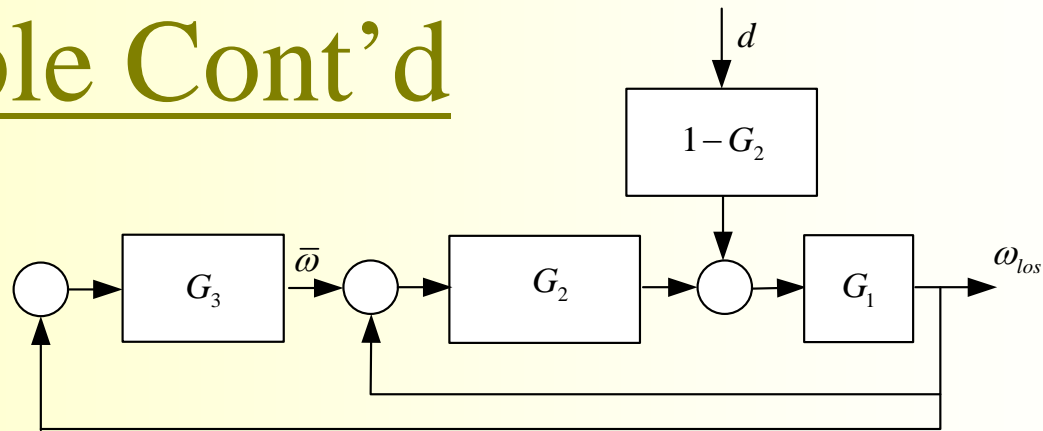 ple Cont’d
d
1 − G₂
ω̄
ω_los
G₃
G₂
G₁